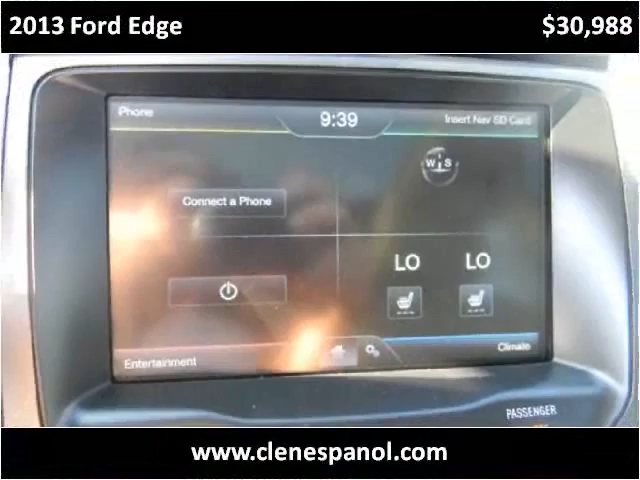 2013 Ford Edge $30,988
Phone 9:39 Insert Nav SD Card
W S
Connect a Phone
LO LO
Entertainment Climate
PASSENGER
www.clenespanol.com